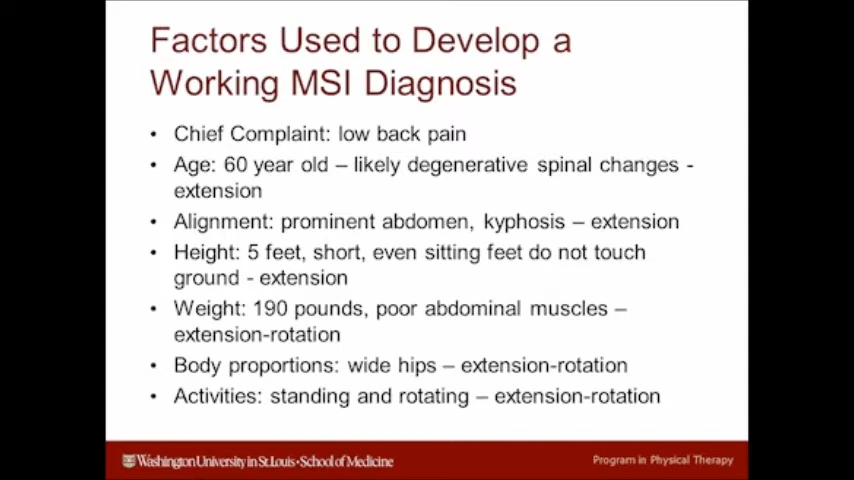 Factors Used to Develop a
Working MSI Diagnosis
• Chief Complaint: low back pain
• Age: 60 year old – likely degenerative spinal changes -
extension
• Alignment: prominent abdomen, kyphosis – extension
• Height: 5 feet, short, even sitting feet do not touch
ground - extension
• Weight: 190 pounds, poor abdominal muscles –
extension-rotation
• Body proportions: wide hips – extension-rotation
• Activities: standing and rotating – extension-rotation
Washington University in St. Louis • School of Medicine
Program in Physical Therapy